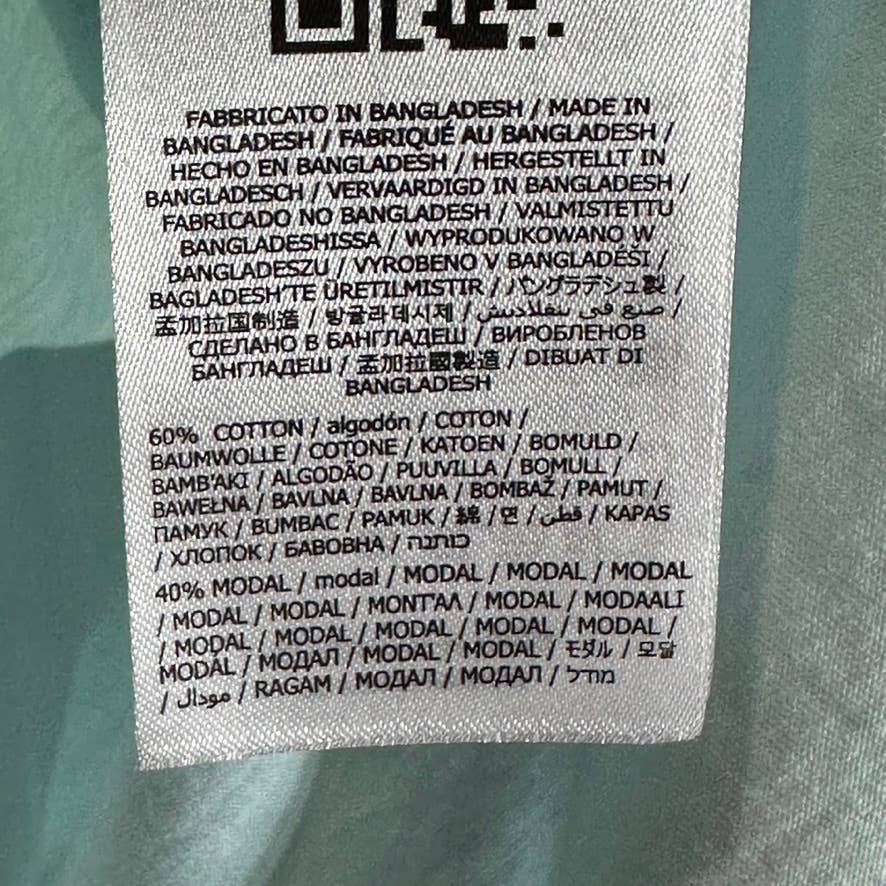 FABBRICATO IN BANGLADESH / MADE IN
BANGLADESH / FABRIQUÉ AU BANGLADESH /
HECHO EN BANGLADESH / HERGESTELLT IN
BANGLADESCH / VERVAARDIGD IN BANGLADESH /
FABRICADO NO BANGLADESH / VALMISTETTU
BANGLADESHISSA / WYPRODUKOWANO W
BANGLADESZU / VYROBENO V BANGLADÉŠI /
BAGLADESH'TE ÜRETILMISTIR / バングラデシュ製 /
孟加拉国制造 / 방글라데시제 / صنع في بنغلاديش /
СДЕЛАНО В БАНГЛАДЕШ / ВИРОБЛЕНОВ
БАНГЛАДЕШ / 孟加拉國製造 / DIBUAT DI
BANGLADESH
60% COTTON / algodón / COTON /
BAUMWOLLE / COTONE / KATOEN / BOMULD /
BAMB'AKI / ALGODÃO / PUUVILLA / BOMULL /
BAWEŁNA / BAVLNA / BAVLNA / BOMBAŽ / PAMUT /
ПАМУК / BUMBAC / PAMUK / 綿 / 면 / قطن / KAPAS
/ ХЛОПОК / БАВОВНА / כותנה
40% MODAL / modal / MODAL / MODAL / MODAL
/ MODAL / MODAL / MONT'AΛ / MODAL / MODAALI
/ MODAL / MODAL / MODAL / MODAL / MODAL /
MODAL / МОДАЛ / MODAL / MODAL / モダル / 모달
/ مودال / RAGAM / МОДАЛ / МОДАЛ / מודל